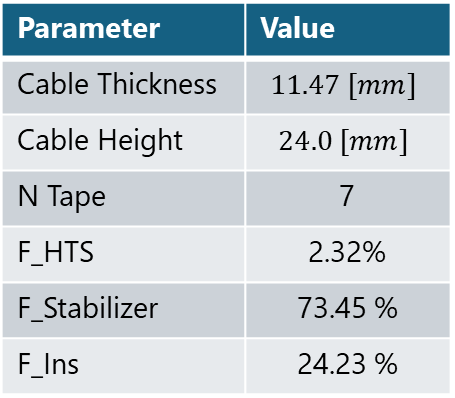 Parameter Value
Cable Thickness 11.47 [mm]
Cable Height 24.0 [mm]
N Tape 7
F_HTS 2.32%
F_Stabilizer 73.45 %
F_Ins 24.23 %